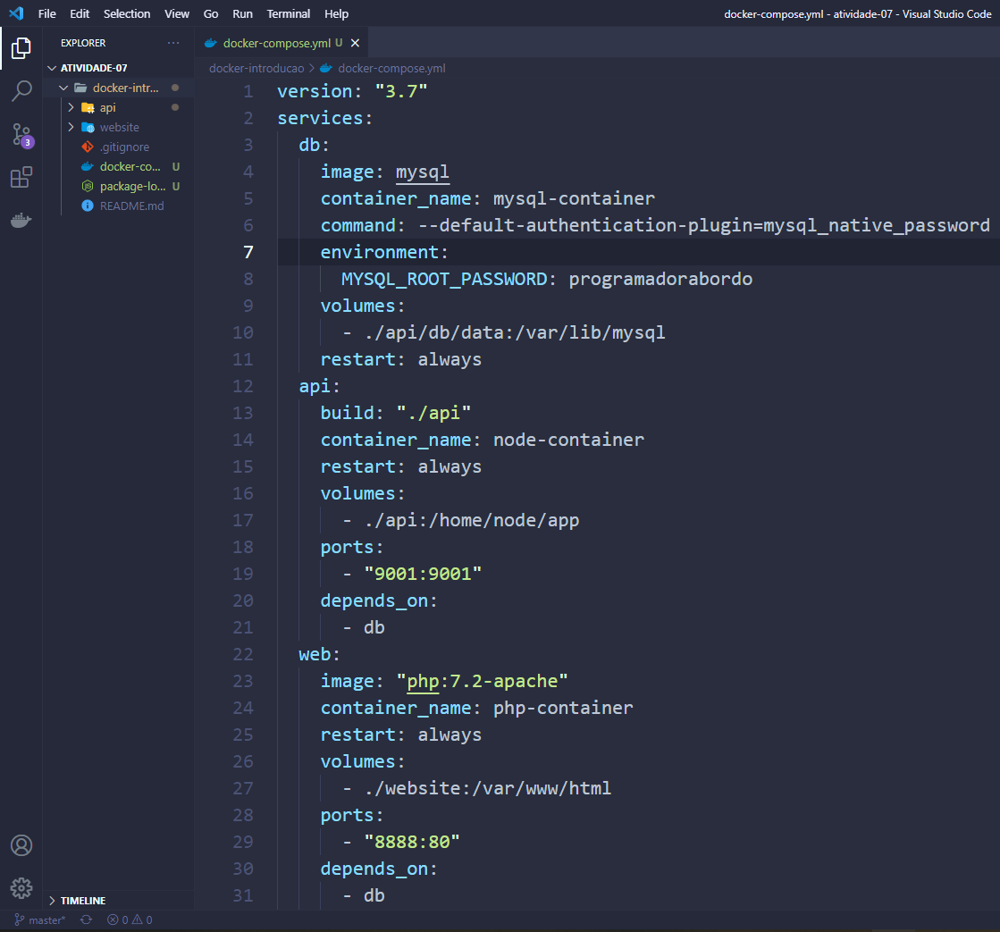 File Edit Selection View Go Run Terminal Help
docker-compose.yml - atividade-07 - Visual Studio Code
EXPLORER
ATIVIDADE-07
docker-intr...
api
website
.gitignore
docker-co... U
package-lo... U
README.md
TIMELINE
3
docker-compose.yml U
docker-introducao > docker-compose.yml
1 version: "3.7"
2 services:
3 db:
4 image: mysql
5 container_name: mysql-container
6 command: --default-authentication-plugin=mysql_native_password
7 environment:
8 MYSQL_ROOT_PASSWORD: programadorabordo
9 volumes:
10 - ./api/db/data:/var/lib/mysql
11 restart: always
12 api:
13 build: "./api"
14 container_name: node-container
15 restart: always
16 volumes:
17 - ./api:/home/node/app
18 ports:
19 - "9001:9001"
20 depends_on:
21 - db
22 web:
23 image: "php:7.2-apache"
24 container_name: php-container
25 restart: always
26 volumes:
27 - ./website:/var/www/html
28 ports:
29 - "8888:80"
30 depends_on:
31 - db
master* 0 0